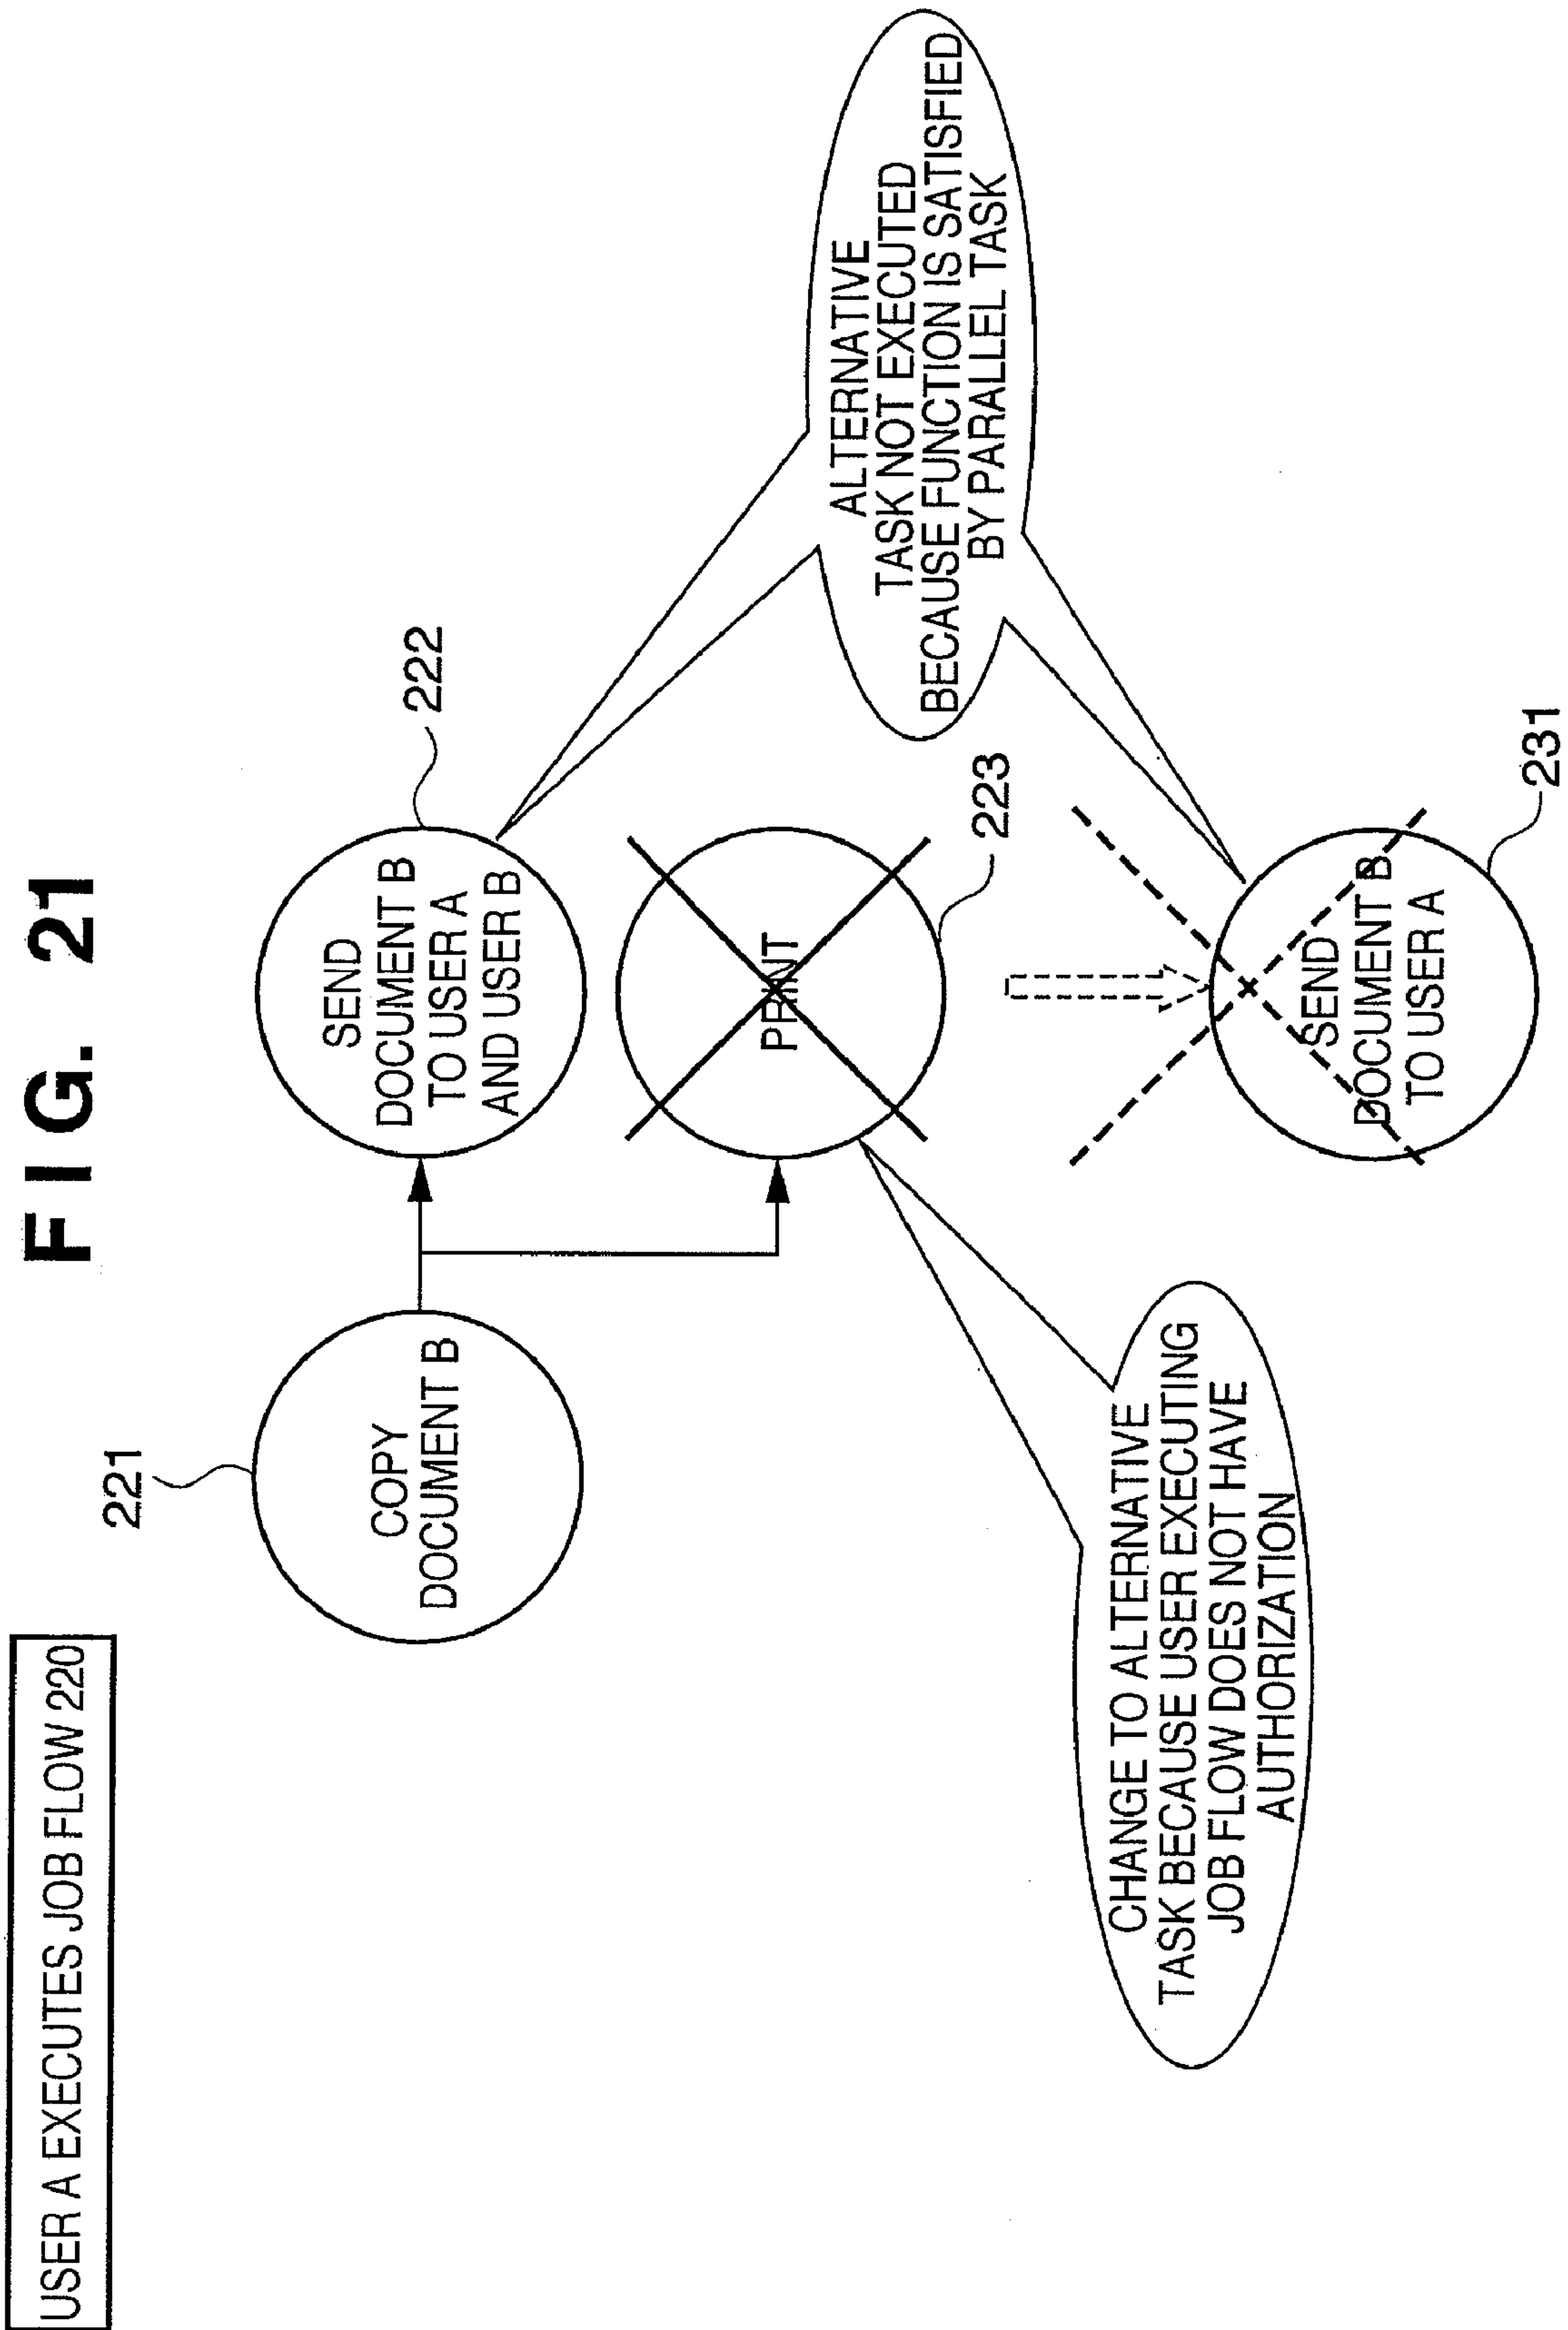 FIG. 21
USER A EXECUTES JOB FLOW 220
221
COPY
DOCUMENT B
222
SEND
DOCUMENT B
TO USER A
AND USER B
PRINT
223
ALTERNATIVE
TASK NOT EXECUTED
BECAUSE FUNCTION IS SATISFIED
BY PARALLEL TASK
CHANGE TO ALTERNATIVE
TASK BECAUSE USER EXECUTING
JOB FLOW DOES NOT HAVE
AUTHORIZATION
SEND
DOCUMENT B
TO USER A
231